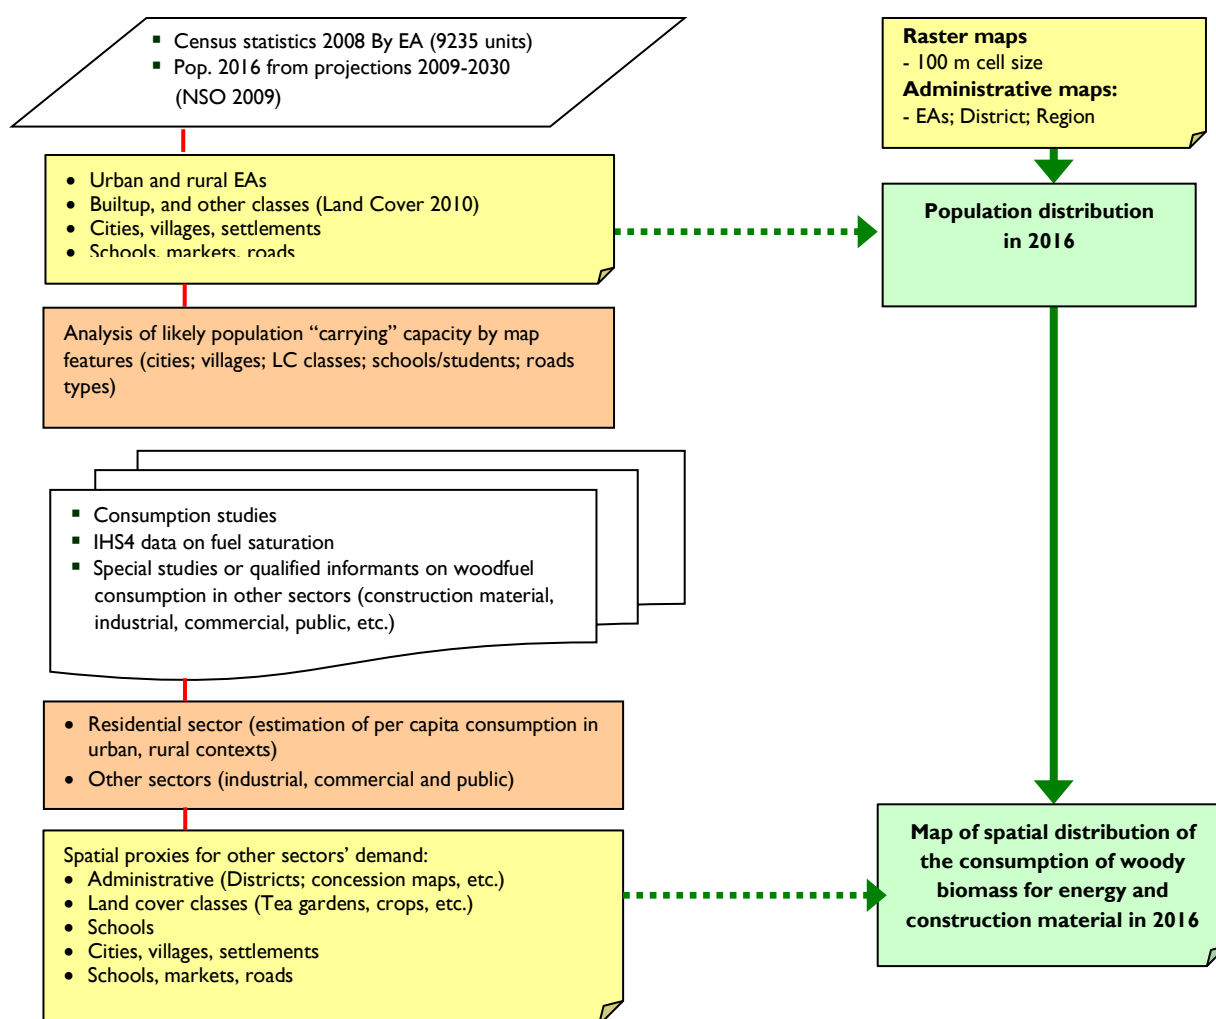 ▪ Census statistics 2008 By EA (9235 units)
▪ Pop. 2016 from projections 2009-2030
(NSO 2009)
Raster maps
- 100 m cell size
Administrative maps:
- EAs; District; Region
• Urban and rural EAs
• Builtup, and other classes (Land Cover 2010)
• Cities, villages, settlements
• Schools, markets, roads
Population distribution
in 2016
Analysis of likely population “carrying” capacity by map
features (cities; villages; LC classes; schools/students; roads
types)
▪ Consumption studies
▪ IHS4 data on fuel saturation
▪ Special studies or qualified informants on woodfuel
consumption in other sectors (construction material,
industrial, commercial, public, etc.)
• Residential sector (estimation of per capita consumption in
urban, rural contexts)
• Other sectors (industrial, commercial and public)
Spatial proxies for other sectors’ demand:
• Administrative (Districts; concession maps, etc.)
• Land cover classes (Tea gardens, crops, etc.)
• Schools
• Cities, villages, settlements
• Schools, markets, roads
Map of spatial distribution of
the consumption of woody
biomass for energy and
construction material in 2016